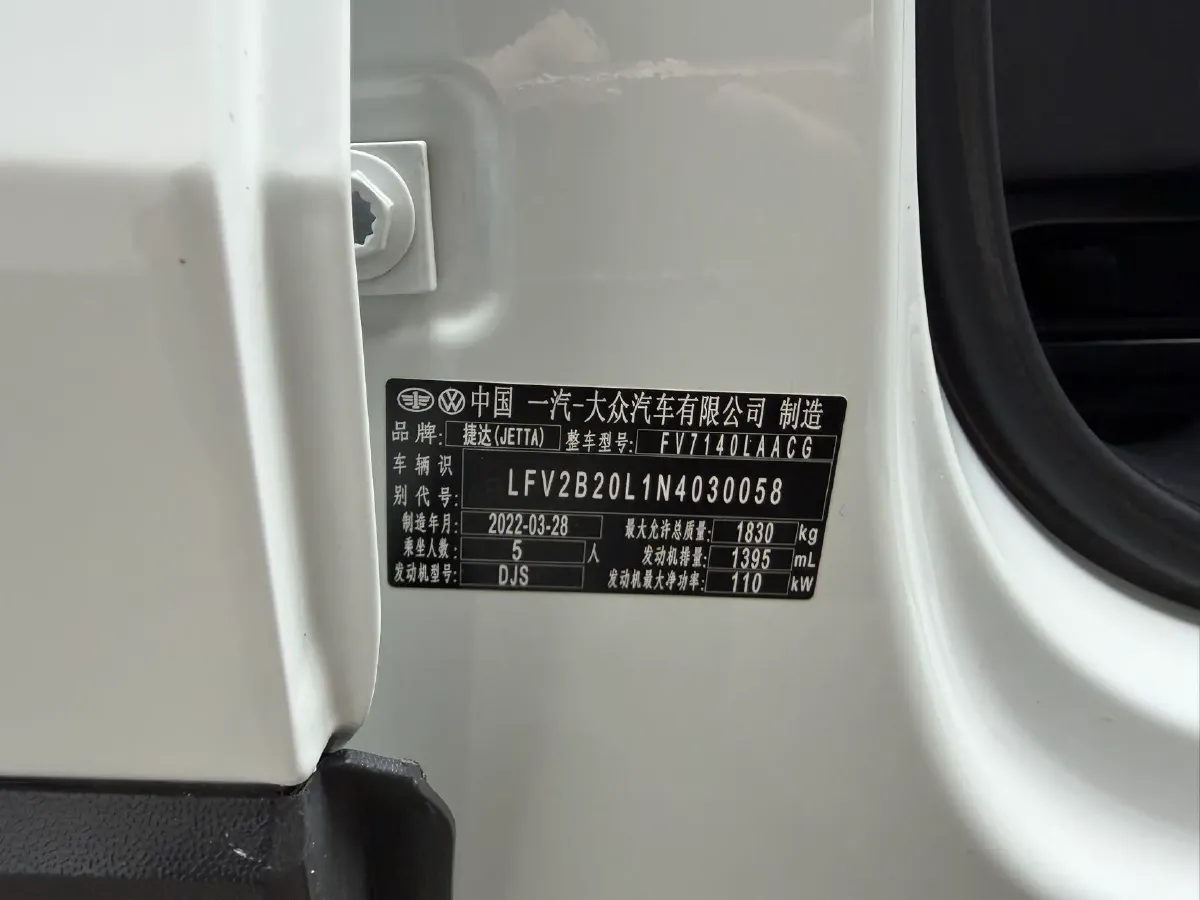 中国 一汽-大众汽车有限公司 制造
品牌: 捷达(JETTA) 整车型号: FV7140LAACG
车辆识别代号: LFV2B20L1N4030058
制造年月: 2022-03-28 最大允许总质量: 1830 kg
乘坐人数: 5 人 发动机排量: 1395 mL
发动机型号: DJS 发动机最大净功率: 110 kW